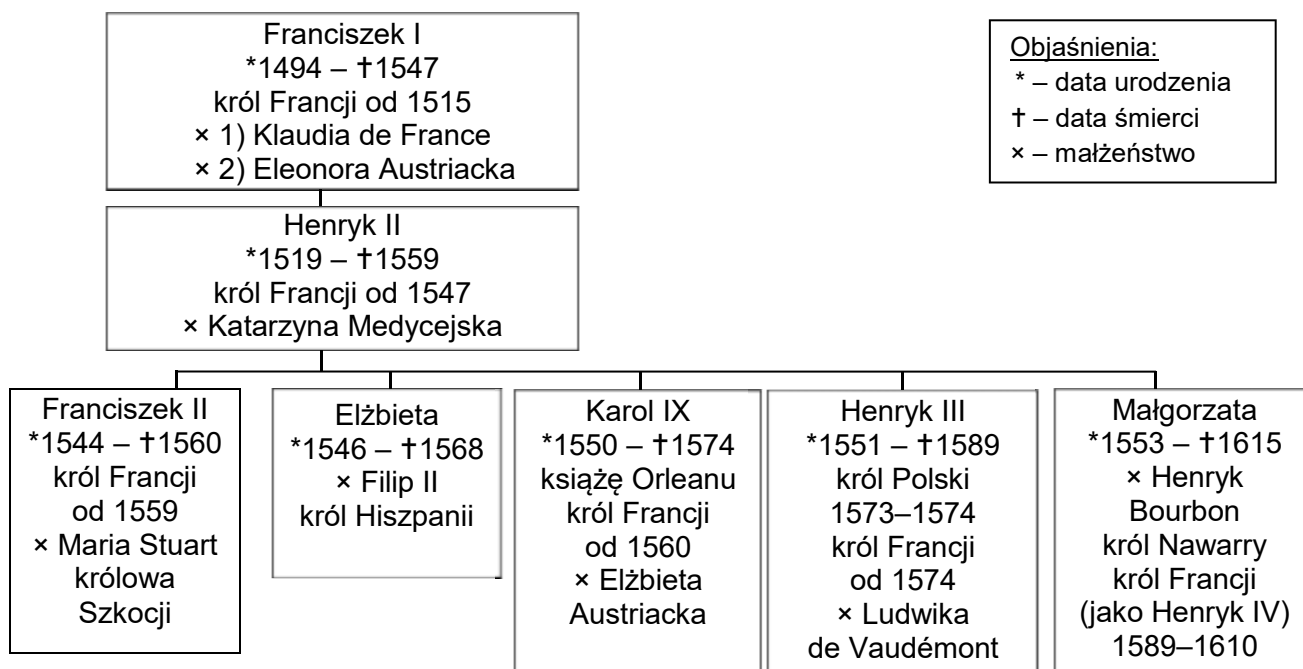 Franciszek I
*1494 – †1547
król Francji od 1515
× 1) Klaudia de France
× 2) Eleonora Austriacka
Objaśnienia:
* – data urodzenia
† – data śmierci
× – małżeństwo
Henryk II
*1519 – †1559
król Francji od 1547
× Katarzyna Medycejska
Franciszek II
*1544 – †1560
król Francji
od 1559
× Maria Stuart
królowa
Szkocji
Elżbieta
*1546 – †1568
× Filip II
król Hiszpanii
Karol IX
*1550 – †1574
książę Orleanu
król Francji
od 1560
× Elżbieta
Austriacka
Henryk III
*1551 – †1589
król Polski
1573–1574
król Francji
od 1574
× Ludwika
de Vaudémont
Małgorzata
*1553 – †1615
× Henryk
Bourbon
król Nawarry
król Francji
(jako Henryk IV)
1589–1610